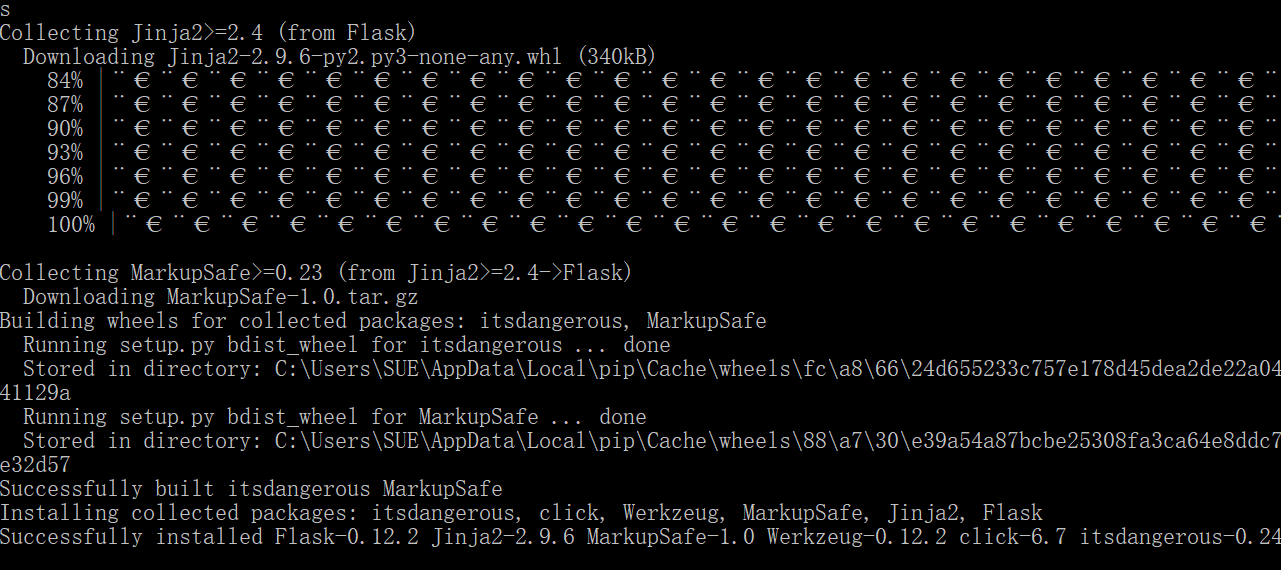 s
Collecting Jinja2>=2.4 (from Flask)
Downloading Jinja2-2.9.6-py2.py3-none-any.whl (340kB)
84% |¨€¨€¨€¨€¨€¨€¨€¨€¨€¨€¨€¨€¨€¨€¨€¨€¨€¨€¨€¨€¨€¨€¨€¨€¨
87% |¨€¨€¨€¨€¨€¨€¨€¨€¨€¨€¨€¨€¨€¨€¨€¨€¨€¨€¨€¨€¨€¨€¨€¨€¨
90% |¨€¨€¨€¨€¨€¨€¨€¨€¨€¨€¨€¨€¨€¨€¨€¨€¨€¨€¨€¨€¨€¨€¨€¨€¨
93% |¨€¨€¨€¨€¨€¨€¨€¨€¨€¨€¨€¨€¨€¨€¨€¨€¨€¨€¨€¨€¨€¨€¨€¨€¨
96% |¨€¨€¨€¨€¨€¨€¨€¨€¨€¨€¨€¨€¨€¨€¨€¨€¨€¨€¨€¨€¨€¨€¨€¨€¨
99% |¨€¨€¨€¨€¨€¨€¨€¨€¨€¨€¨€¨€¨€¨€¨€¨€¨€¨€¨€¨€¨€¨€¨€¨€¨
100% |¨€¨€¨€¨€¨€¨€¨€¨€¨€¨€¨€¨€¨€¨€¨€¨€¨€¨€¨€¨€¨€¨€¨€¨€¨
Collecting MarkupSafe>=0.23 (from Jinja2>=2.4->Flask)
Downloading MarkupSafe-1.0.tar.gz
Building wheels for collected packages: itsdangerous, MarkupSafe
Running setup.py bdist_wheel for itsdangerous ... done
Stored in directory: C:\Users\SUE\AppData\Local\pip\Cache\wheels\fc\a8\66\24d655233c757e178d45dea2de22a04
41129a
Running setup.py bdist_wheel for MarkupSafe ... done
Stored in directory: C:\Users\SUE\AppData\Local\pip\Cache\wheels\88\a7\30\e39a54a87bcbe25308fa3ca64e8ddc7
e32d57
Successfully built itsdangerous MarkupSafe
Installing collected packages: itsdangerous, click, Werkzeug, MarkupSafe, Jinja2, Flask
Successfully installed Flask-0.12.2 Jinja2-2.9.6 MarkupSafe-1.0 Werkzeug-0.12.2 click-6.7 itsdangerous-0.24